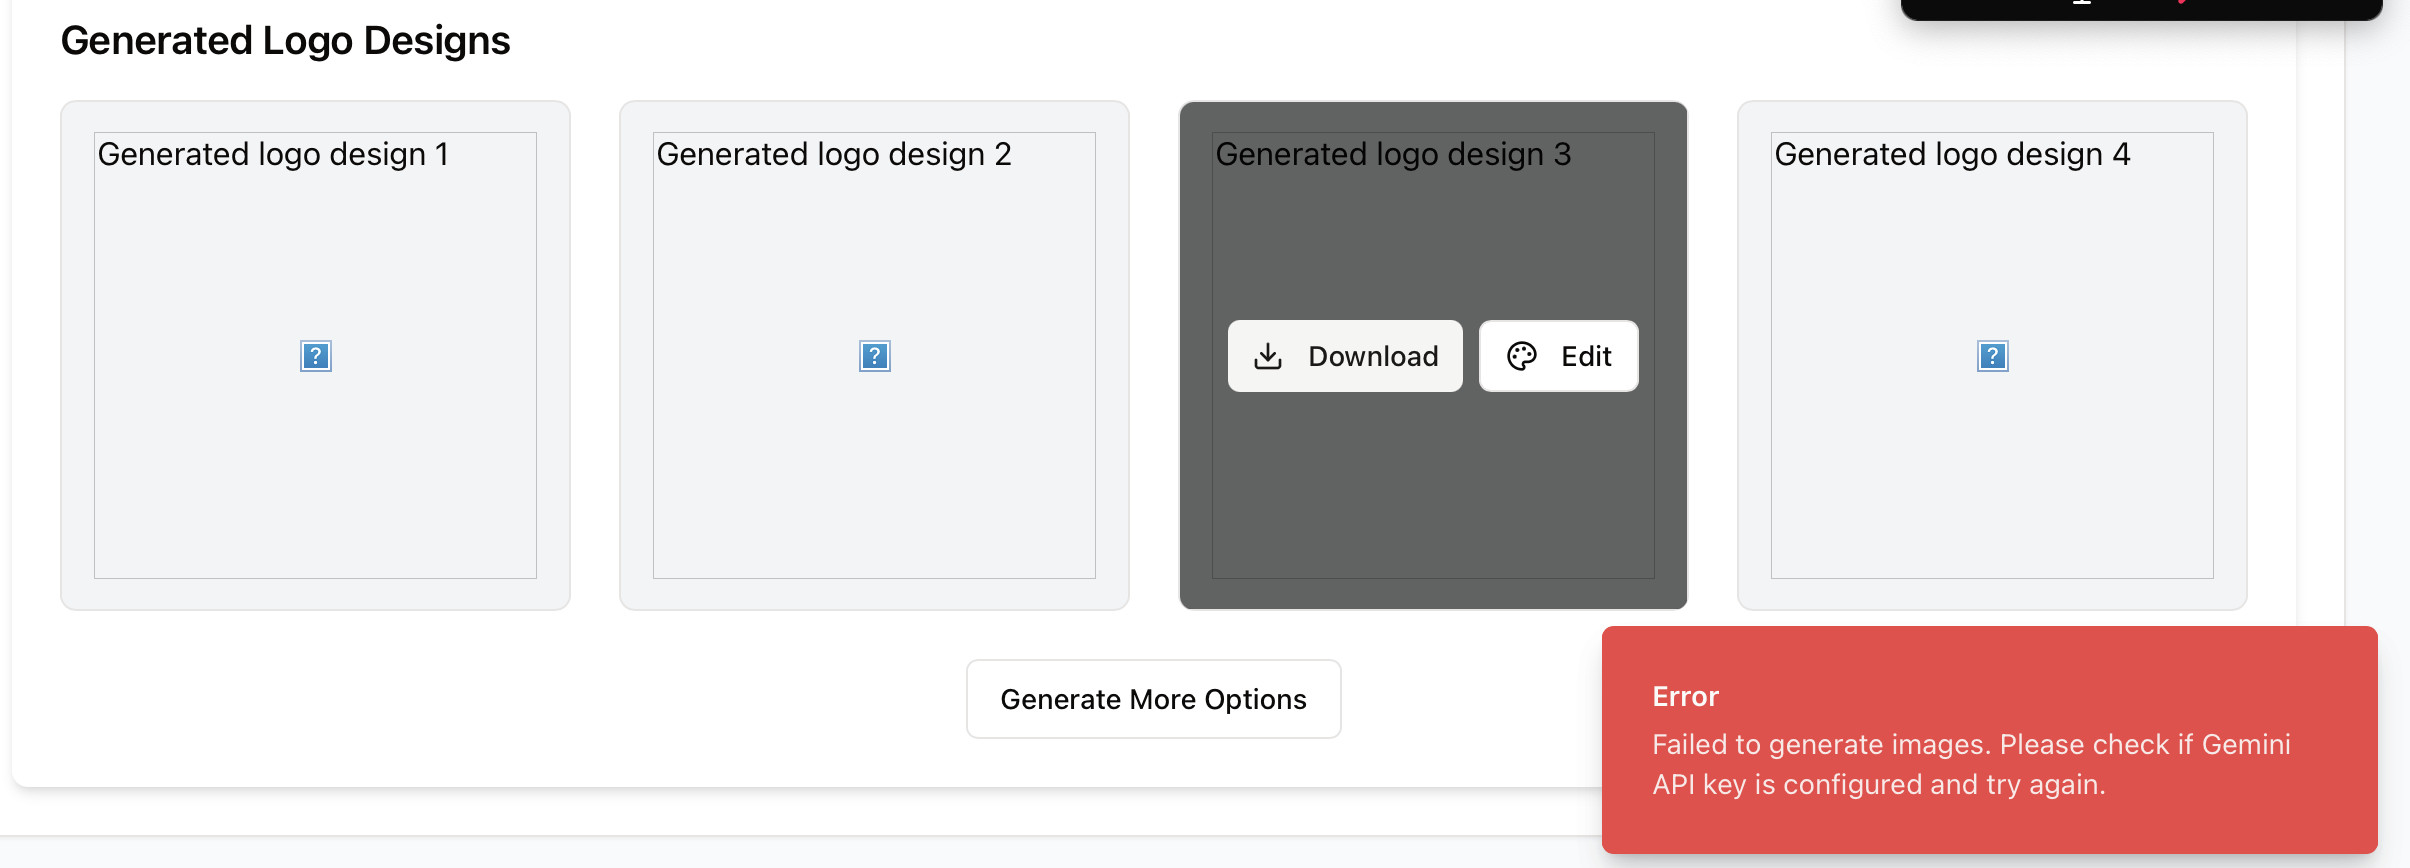 Generated Logo Designs
Generated logo design 1
Generated logo design 2
Generated logo design 3
Generated logo design 4
?
?
Download
Edit
?
Generate More Options
Error
Failed to generate images. Please check if Gemini
API key is configured and try again.